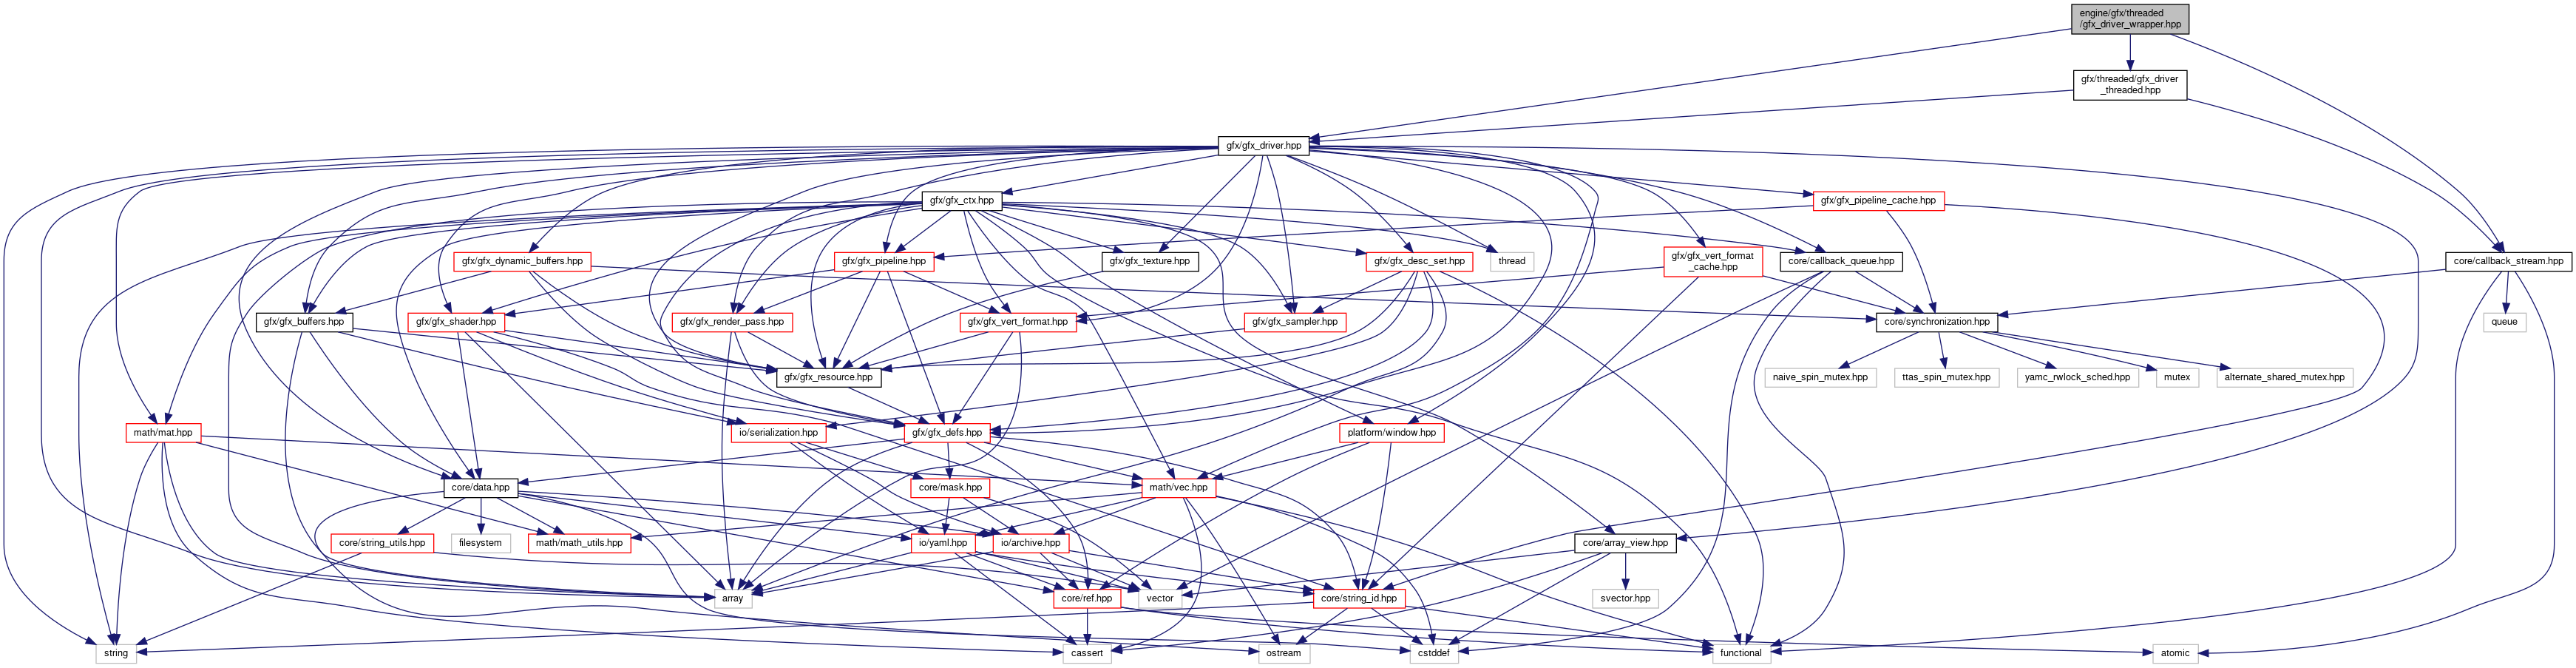 engine/gfx/threaded
/gfx_driver_wrapper.hpp
gfx/threaded/gfx_driver
_threaded.hpp
gfx/gfx_driver.hpp
gfx/gfx_ctx.hpp
gfx/gfx_pipeline_cache.hpp
gfx/gfx_dynamic_buffers.hpp
gfx/gfx_pipeline.hpp
gfx/gfx_texture.hpp
gfx/gfx_desc_set.hpp
thread
gfx/gfx_vert_format
_cache.hpp
core/callback_queue.hpp
core/callback_stream.hpp
gfx/gfx_buffers.hpp
gfx/gfx_shader.hpp
gfx/gfx_render_pass.hpp
gfx/gfx_vert_format.hpp
gfx/gfx_sampler.hpp
core/synchronization.hpp
queue
gfx/gfx_resource.hpp
naive_spin_mutex.hpp
ttas_spin_mutex.hpp
yamc_rwlock_sched.hpp
mutex
alternate_shared_mutex.hpp
math/mat.hpp
io/serialization.hpp
gfx/gfx_defs.hpp
platform/window.hpp
core/data.hpp
core/mask.hpp
math/vec.hpp
core/string_utils.hpp
filesystem
math/math_utils.hpp
io/yaml.hpp
io/archive.hpp
core/array_view.hpp
array
core/ref.hpp
vector
core/string_id.hpp
svector.hpp
string
cassert
ostream
cstddef
functional
atomic